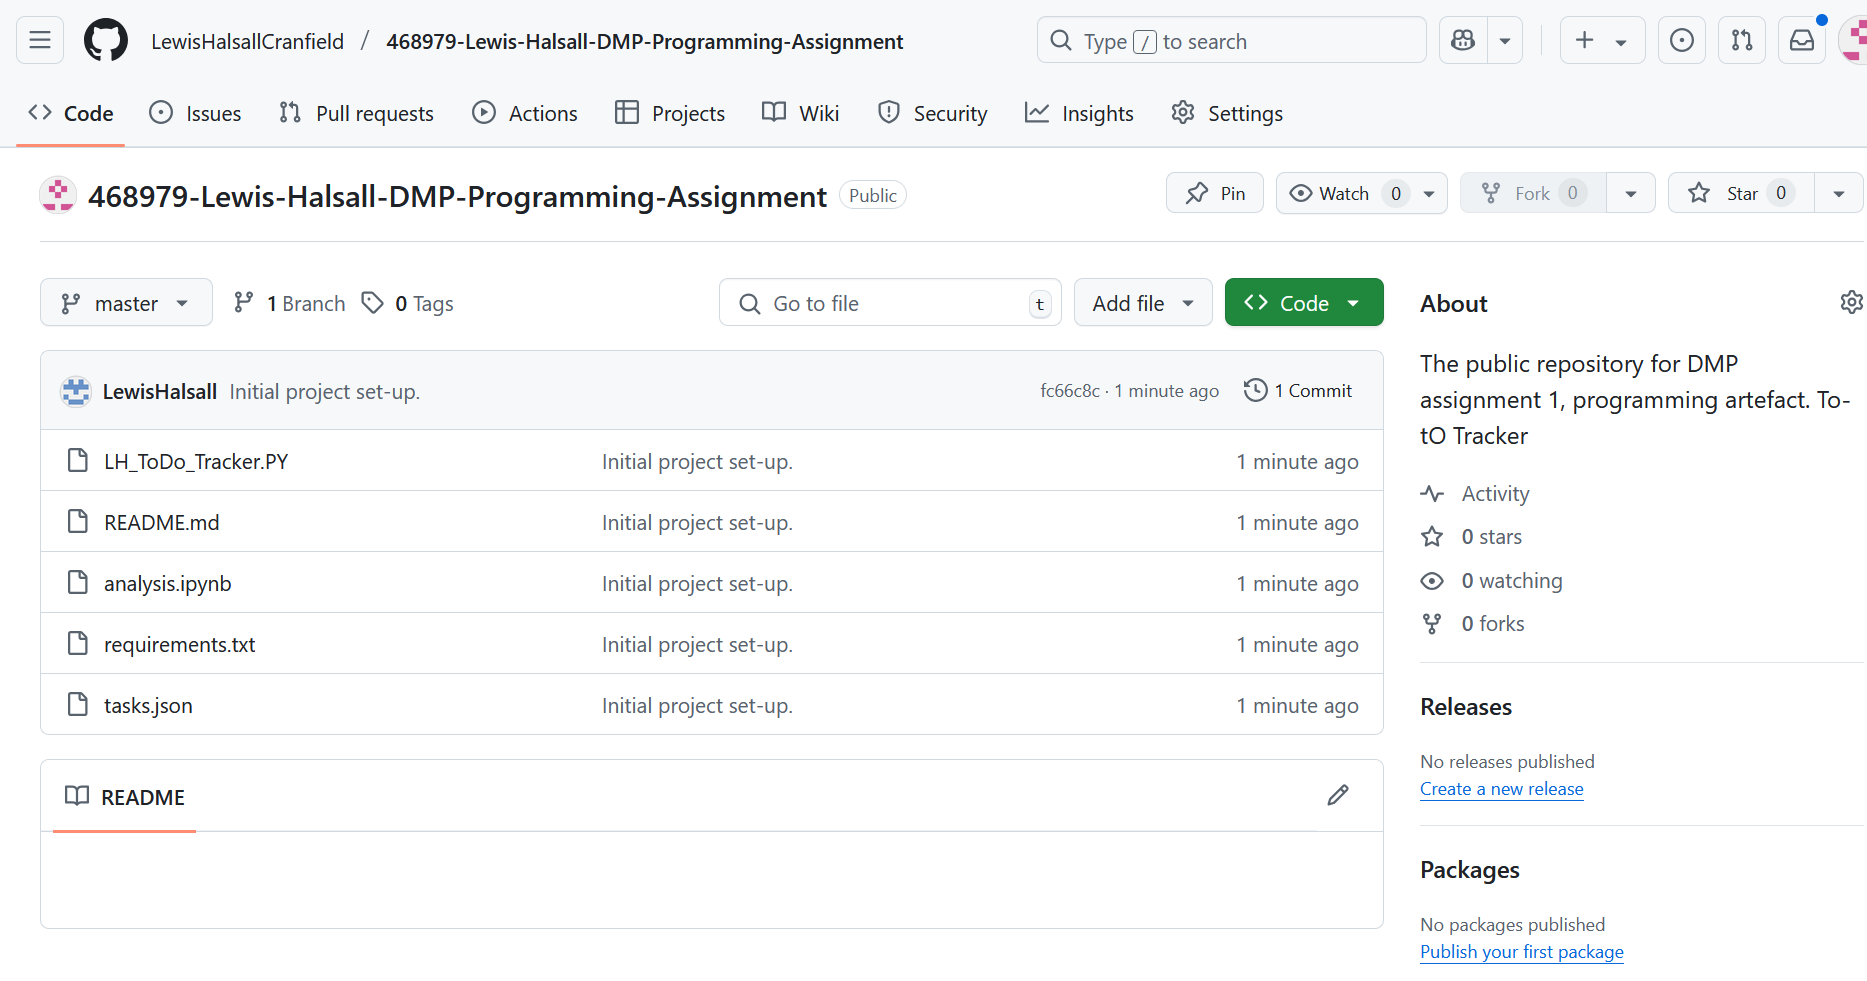 LewisHalsallCranfield / 468979-Lewis-Halsall-DMP-Programming-Assignment
Type / to search
Code Issues Pull requests Actions Projects Wiki Security Insights Settings
468979-Lewis-Halsall-DMP-Programming-Assignment Public
Pin Watch 0 Fork 0 Star 0
master 1 Branch 0 Tags
Go to file t
Add file Code
LewisHalsall Initial project set-up. fc66c8c · 1 minute ago 1 Commit
LH_ToDo_Tracker.PY Initial project set-up. 1 minute ago
README.md Initial project set-up. 1 minute ago
analysis.ipynb Initial project set-up. 1 minute ago
requirements.txt Initial project set-up. 1 minute ago
tasks.json Initial project set-up. 1 minute ago
README
About
The public repository for DMP
assignment 1, programming artefact. To-
tO Tracker
Activity
0 stars
0 watching
0 forks
Releases
No releases published
Create a new release
Packages
No packages published
Publish your first package